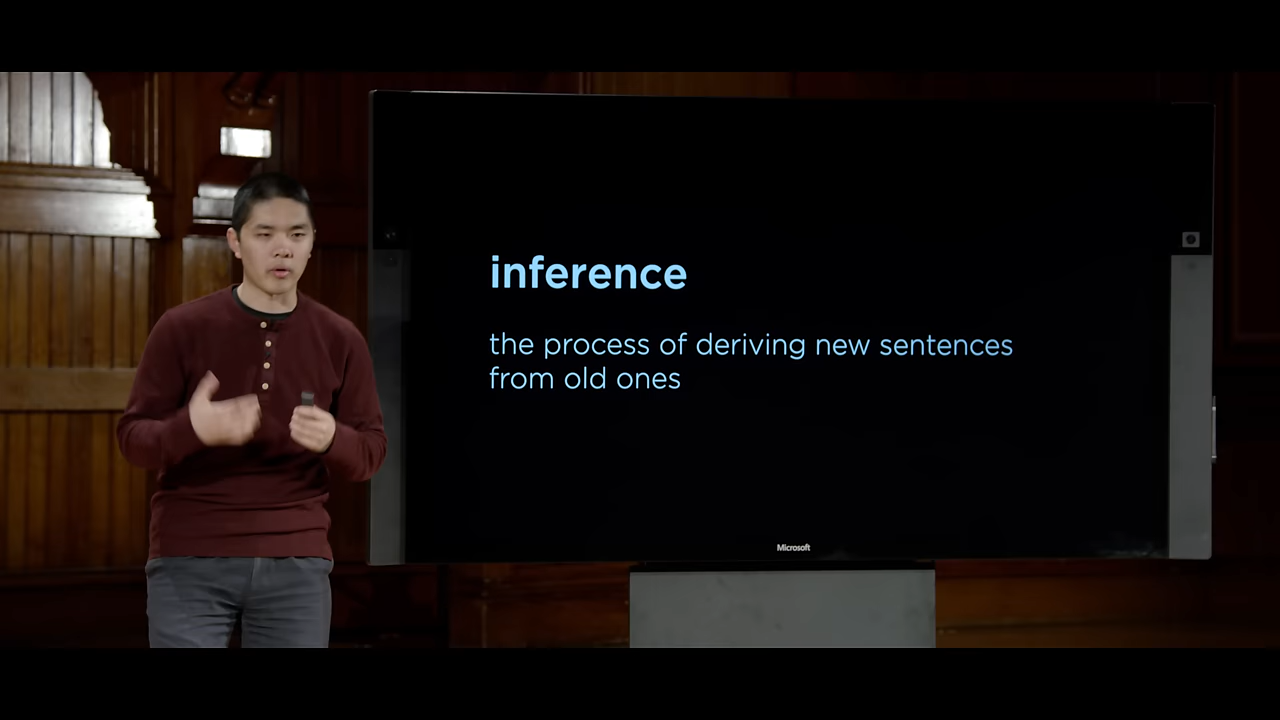 inference
the process of deriving new sentences
from old ones
Microsoft